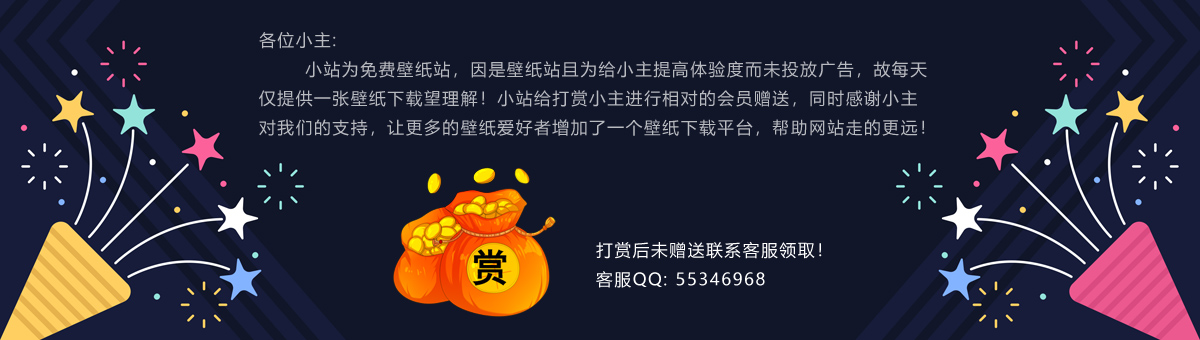 各位小主:
小站为免费壁纸站，因是壁纸站且为给小主提高体验度而未投放广告，故每天
仅提供一张壁纸下载望理解！小站给打赏小主进行相对的会员赠送，同时感谢小主
对我们的支持，让更多的壁纸爱好者增加了一个壁纸下载平台，帮助网站走的更远！
赏
打赏后未赠送联系客服领取！
客服QQ: 55346968